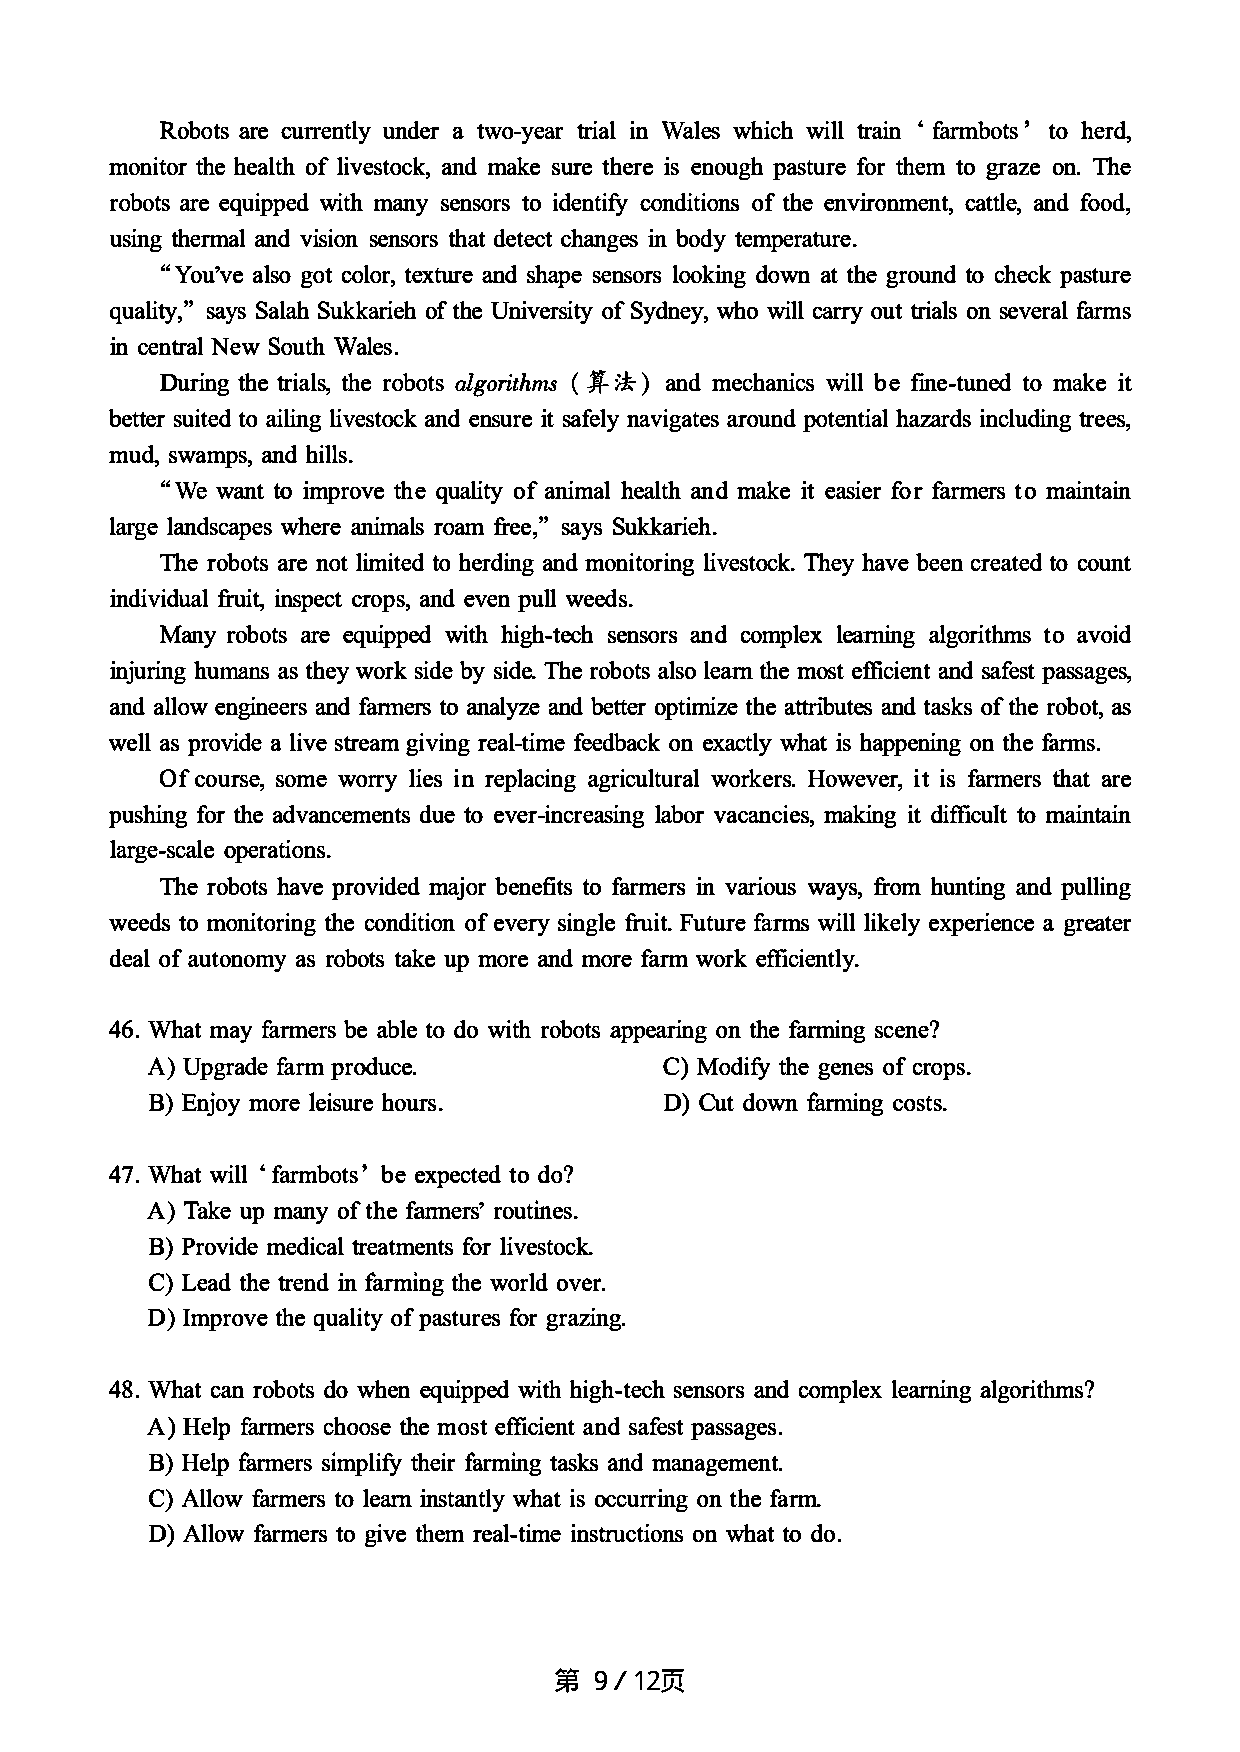 Robots are currently under a two-year trial in Wales which will train ‘farmbots’ to herd,
monitor the health of livestock, and make sure there is enough pasture for them to graze on. The
robots are equipped with many sensors to identify conditions of the environment, cattle, and food,
using thermal and vision sensors that detect changes in body temperature.
“You’ve also got color, texture and shape sensors looking down at the ground to check pasture
quality,” says Salah Sukkarieh of the University of Sydney, who will carry out trials on several farms
in central New South Wales.
During the trials, the robots algorithms (算法) and mechanics will be fine-tuned to make it
better suited to ailing livestock and ensure it safely navigates around potential hazards including trees,
mud, swamps, and hills.
“We want to improve the quality of animal health and make it easier for farmers to maintain
large landscapes where animals roam free,” says Sukkarieh.
The robots are not limited to herding and monitoring livestock. They have been created to count
individual fruit, inspect crops, and even pull weeds.
Many robots are equipped with high-tech sensors and complex learning algorithms to avoid
injuring humans as they work side by side. The robots also learn the most efficient and safest passages,
and allow engineers and farmers to analyze and better optimize the attributes and tasks of the robot, as
well as provide a live stream giving real-time feedback on exactly what is happening on the farms.
Of course, some worry lies in replacing agricultural workers. However, it is farmers that are
pushing for the advancements due to ever-increasing labor vacancies, making it difficult to maintain
large-scale operations.
The robots have provided major benefits to farmers in various ways, from hunting and pulling
weeds to monitoring the condition of every single fruit. Future farms will likely experience a greater
deal of autonomy as robots take up more and more farm work efficiently.
46. What may farmers be able to do with robots appearing on the farming scene?
A) Upgrade farm produce. C) Modify the genes of crops.
B) Enjoy more leisure hours. D) Cut down farming costs.
47. What will ‘farmbots’ be expected to do?
A) Take up many of the farmers’ routines.
B) Provide medical treatments for livestock.
C) Lead the trend in farming the world over.
D) Improve the quality of pastures for grazing.
48. What can robots do when equipped with high-tech sensors and complex learning algorithms?
A) Help farmers choose the most efficient and safest passages.
B) Help farmers simplify their farming tasks and management.
C) Allow farmers to learn instantly what is occurring on the farm.
D) Allow farmers to give them real-time instructions on what to do.
第 9 / 12页